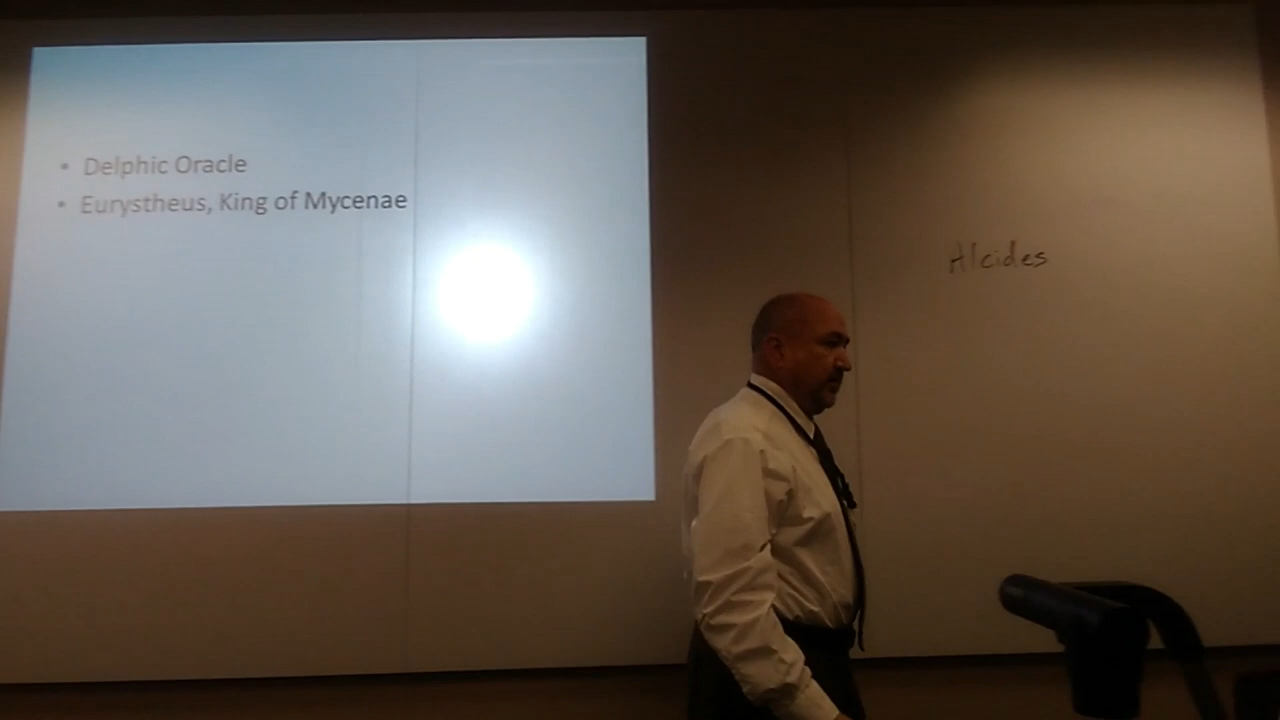 • Delphic Oracle
• Eurystheus, King of Mycenae
Alcides